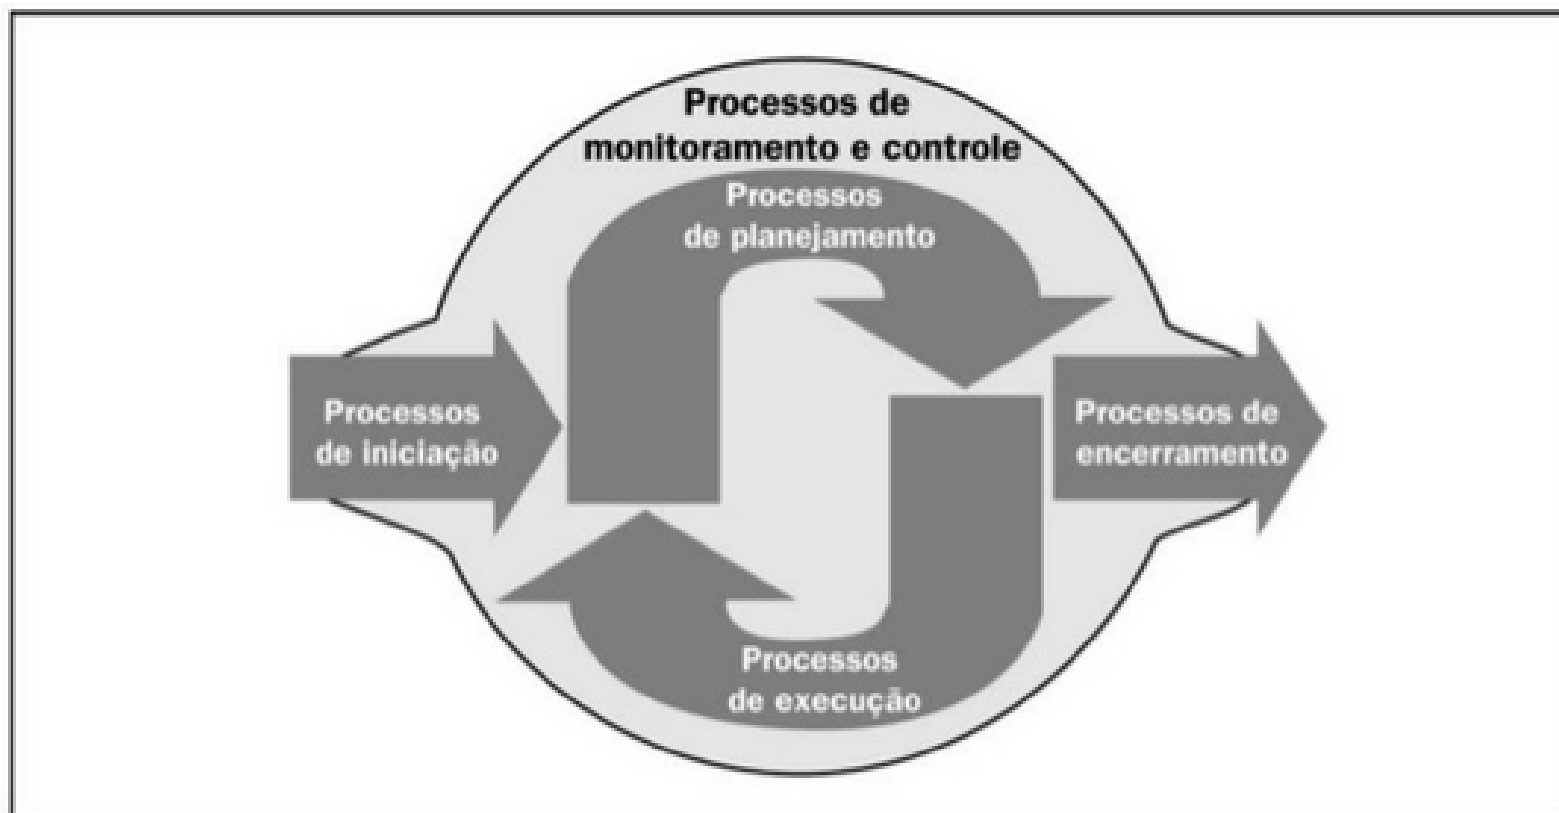 Processos de
monitoramento e controle
Processos
de planejamento
Processos
de iniciação
Processos de
encerramento
Processos
de execução